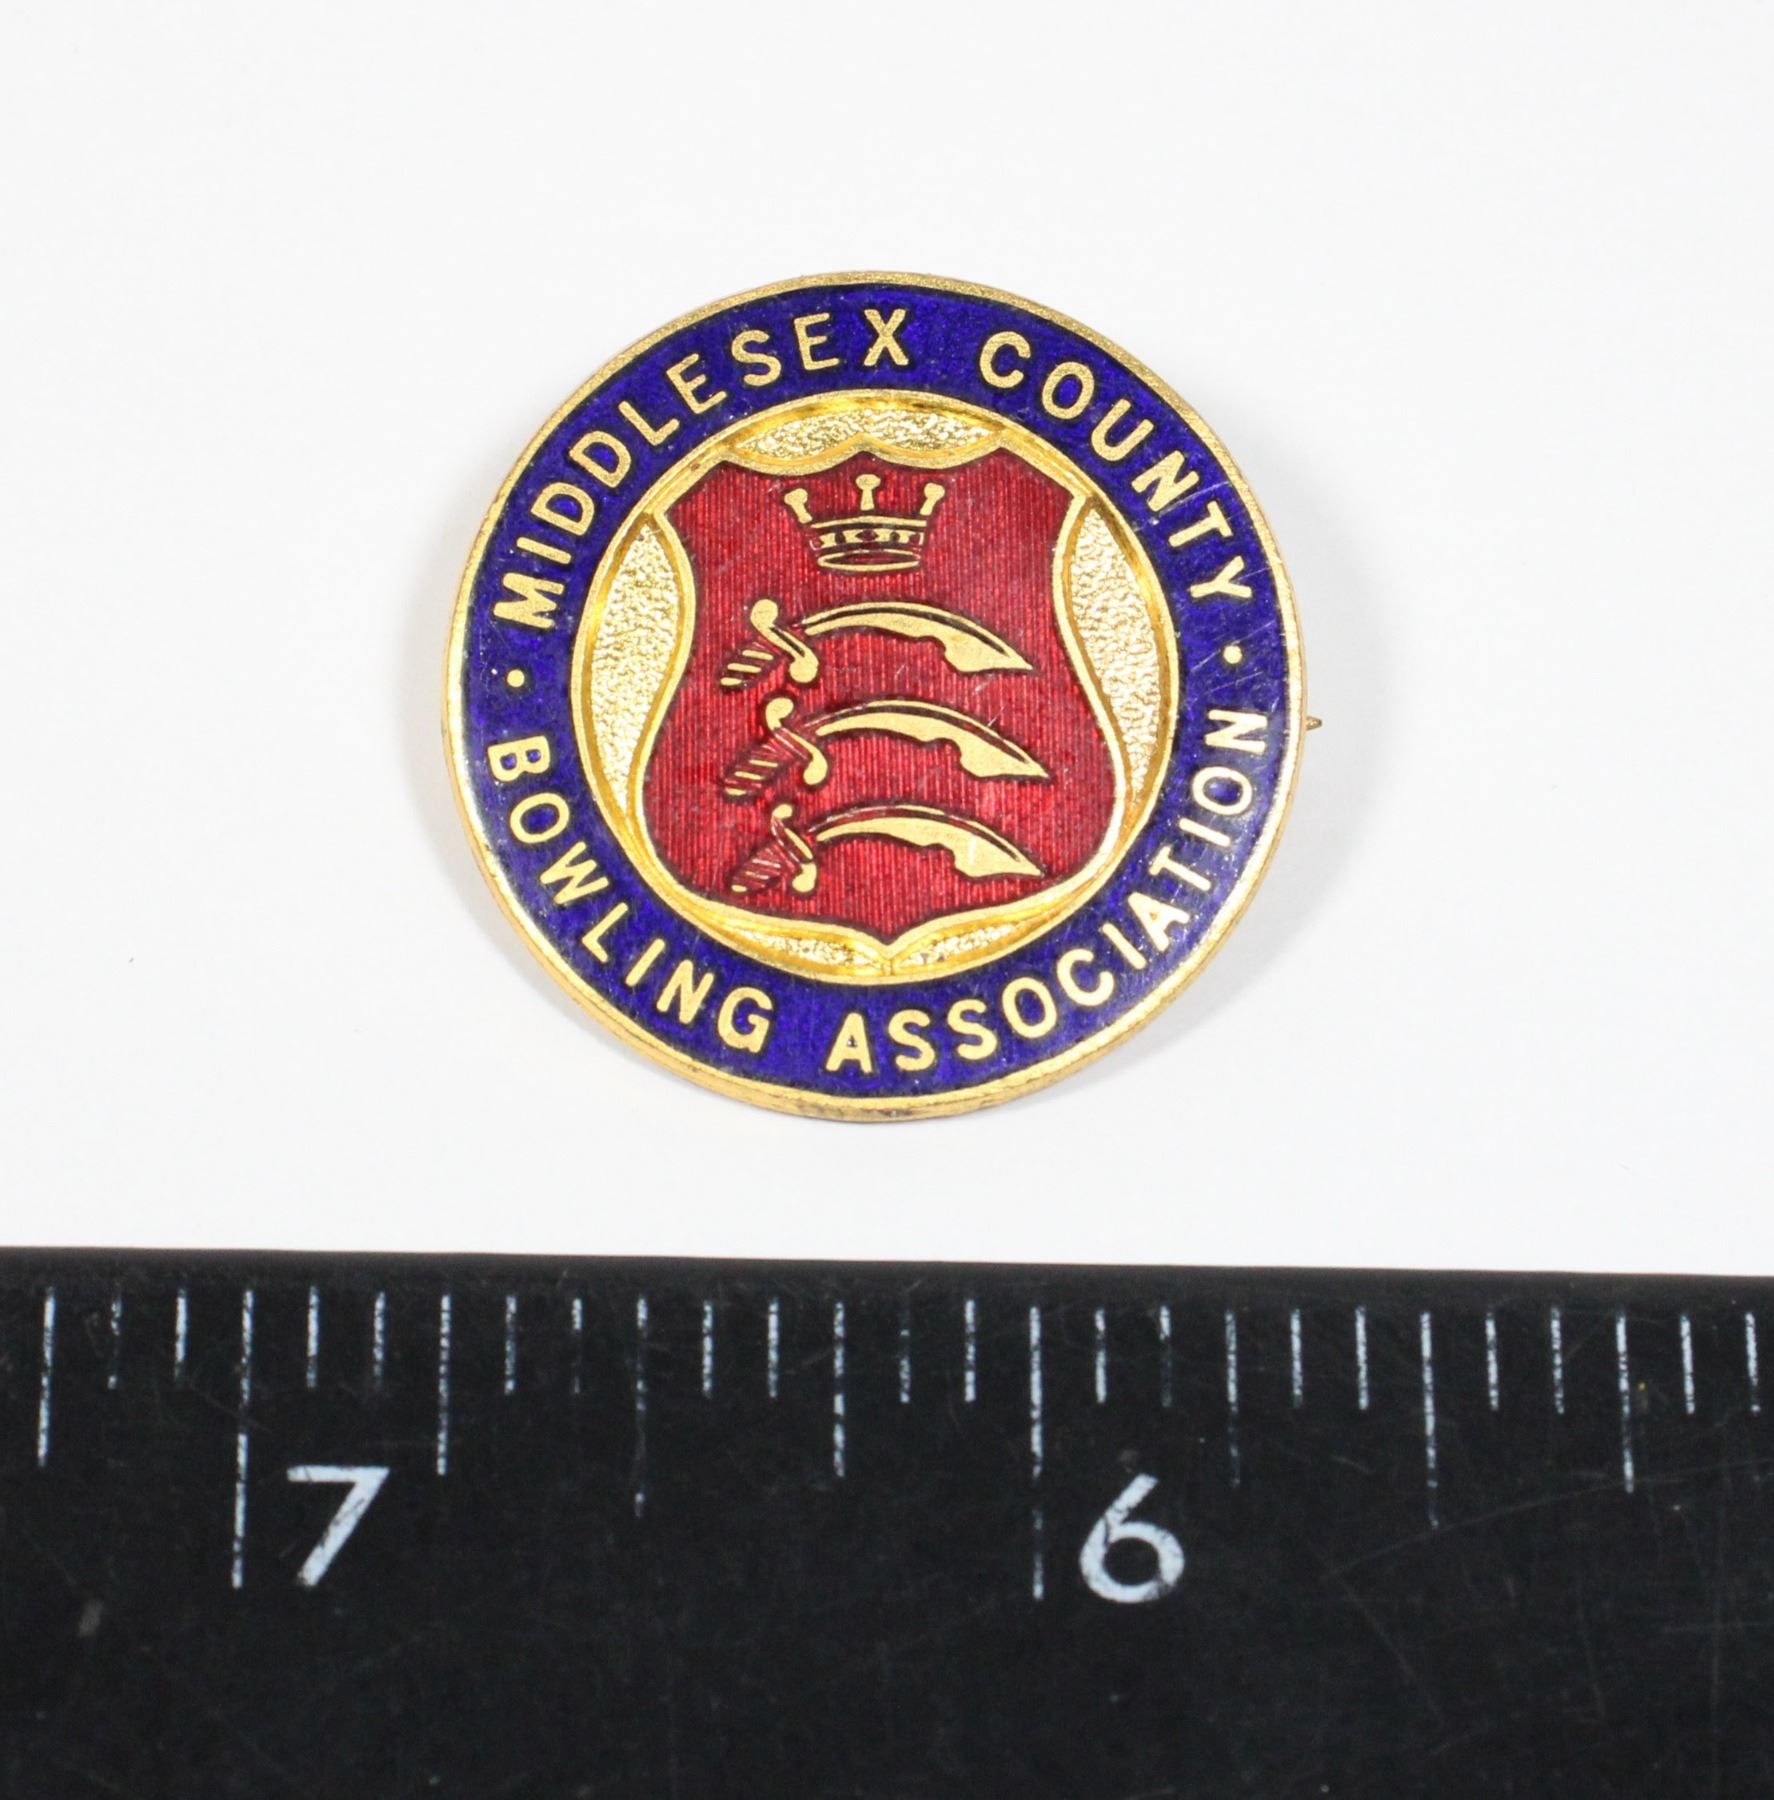 · MIDDLESEX COUNTY ·
BOWLING ASSOCIATION
7 6